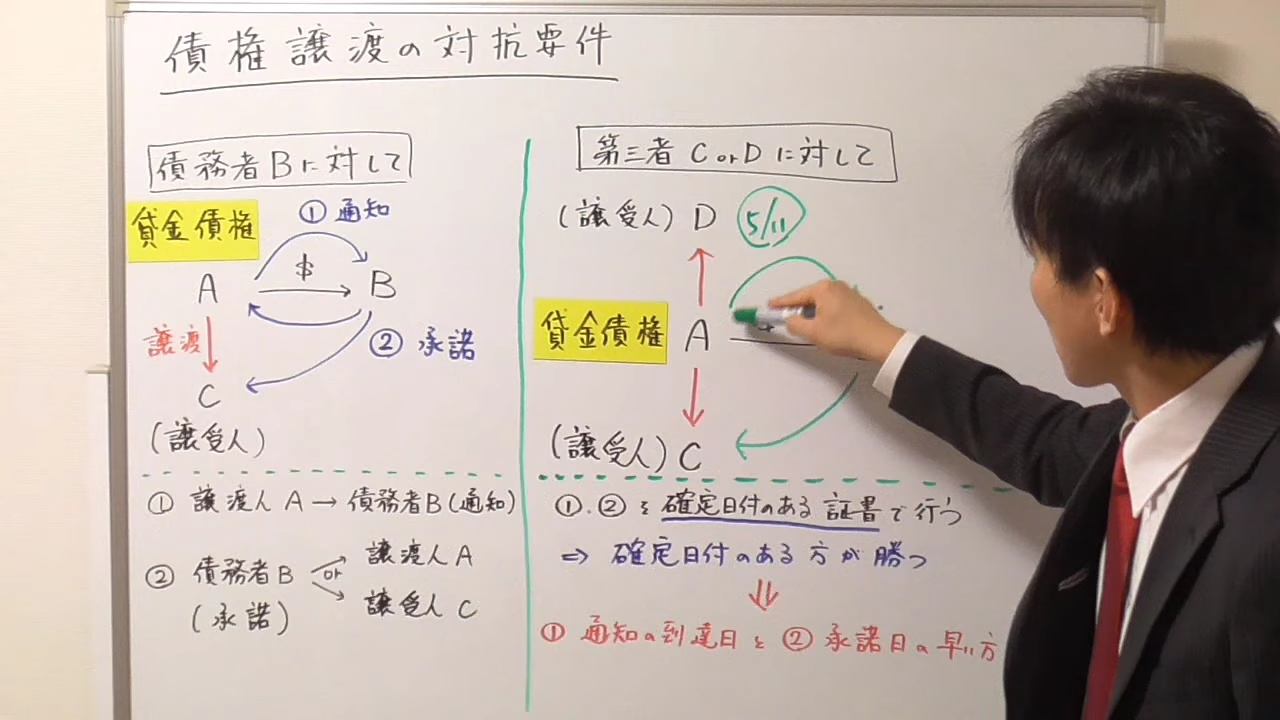 債権譲渡の対抗要件
債務者Bに対して
貸金債権
① 通知
A
$
B
譲渡
② 承諾
C
(譲受人)
① 譲渡人 A → 債務者B(通知)
② 債務者B
or
譲渡人 A
譲受人 C
(承諾)
第三者 C or D に対して
(譲受人) D 5/11
貸金債権
A
(譲受人) C
①.② を 確定日付のある 証書で行う
⇒ 確定日付のある方が勝つ
① 通知の到達日と② 承諾日の早い方